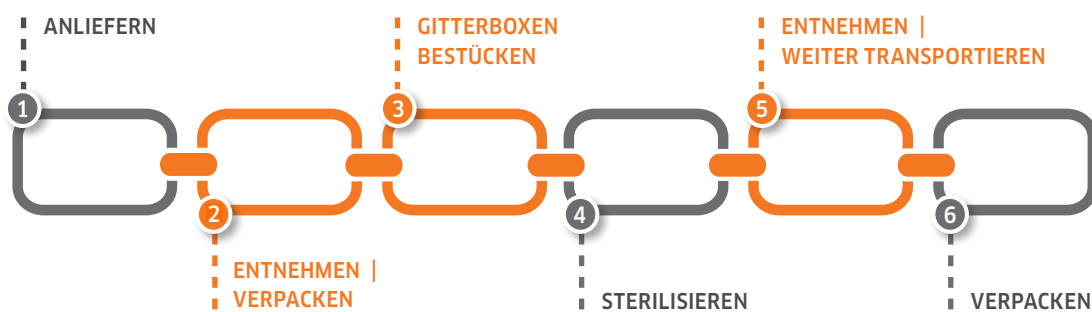 1
ANLIEFERN
2
ENTNEHMEN |
VERPACKEN
3
GITTERBOXEN
BESTÜCKEN
4
STERILISIEREN
5
ENTNEHMEN |
WEITER TRANSPORTIEREN
6
VERPACKEN